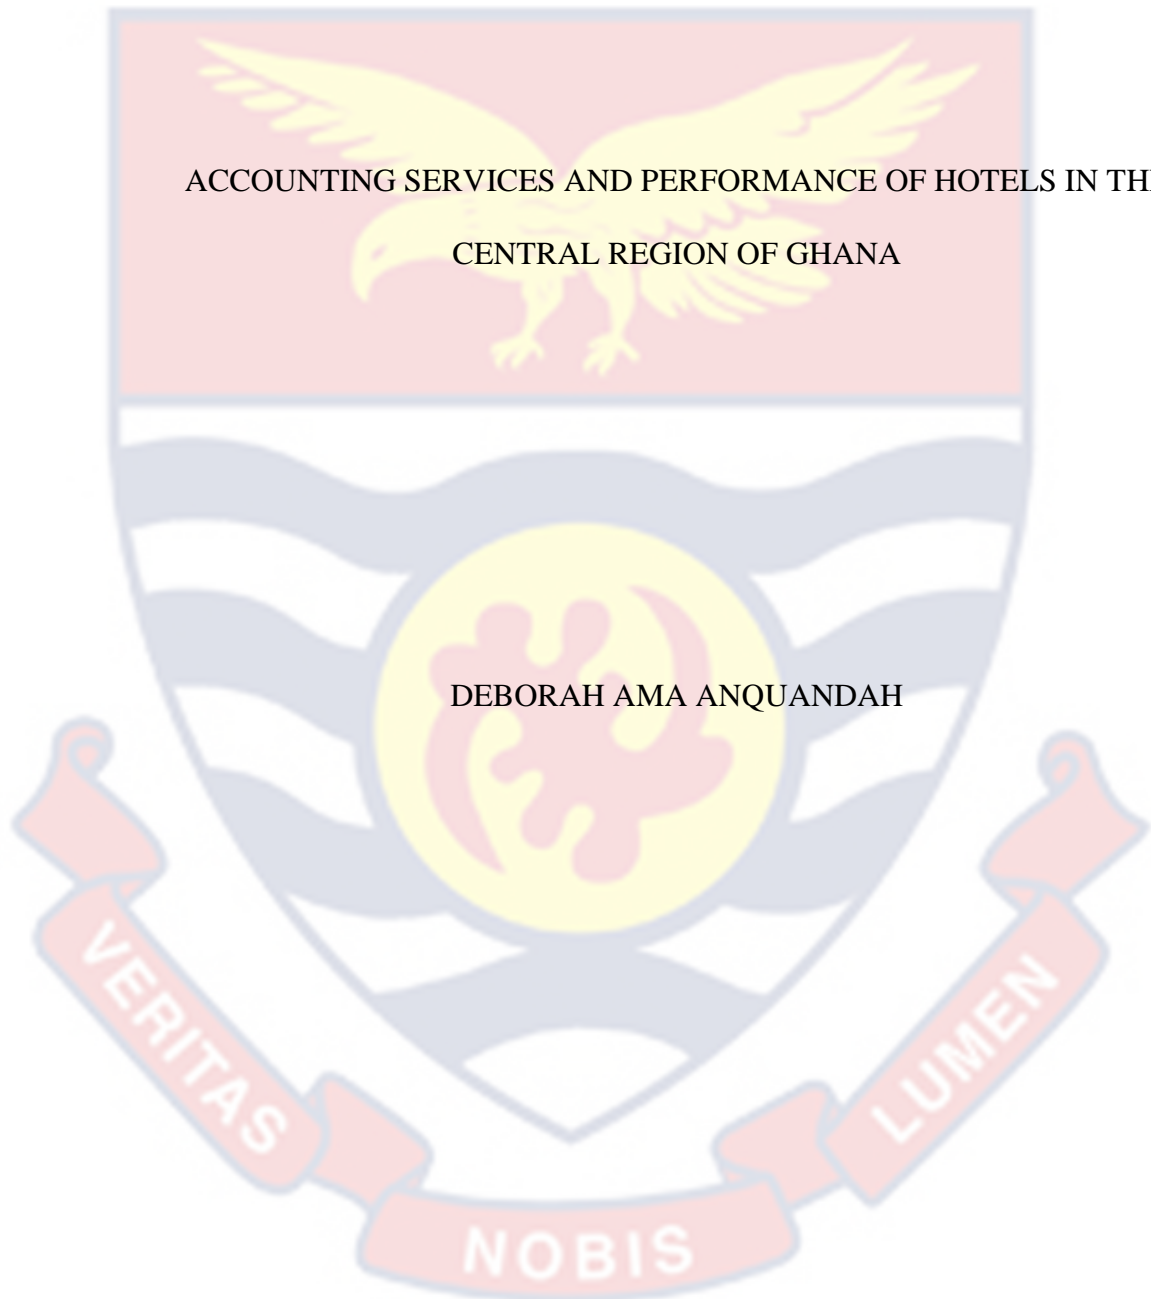 ACCOUNTING SERVICES AND PERFORMANCE OF HOTELS IN TH
CENTRAL REGION OF GHANA
DEBORAH AMA ANQUANDAH
VERITAS
NOBIS
LUMEN